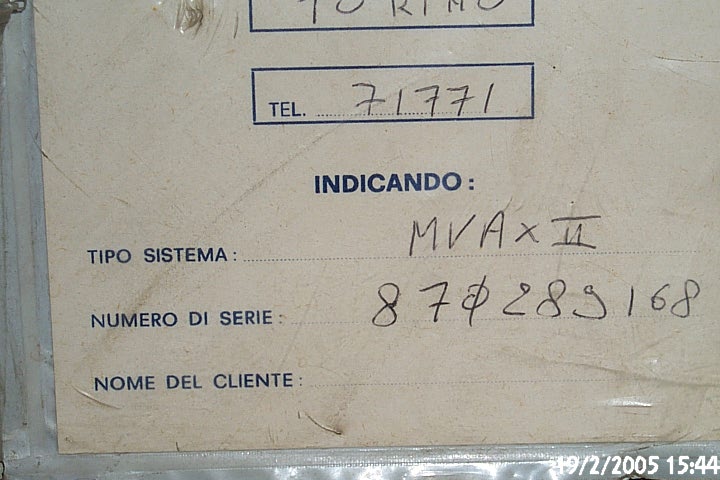 TORINO
TEL. 71771
INDICANDO:
TIPO SISTEMA: MVAX II
NUMERO DI SERIE: 870289168
NOME DEL CLIENTE:
19/2/2005 15:44